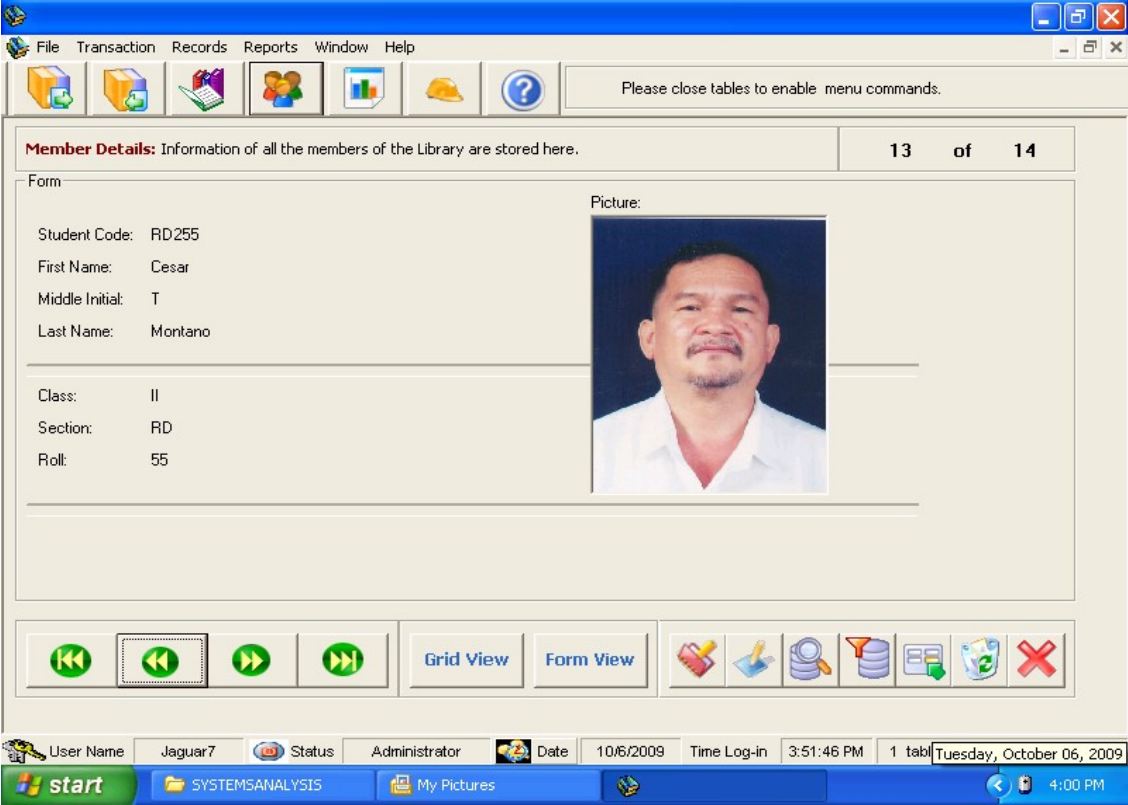 File Transaction Records Reports Window Help
Please close tables to enable menu commands.
Member Details: Information of all the members of the Library are stored here.
13 of 14
Form
Picture:
Student Code: RD255
First Name: Cesar
Middle Initial: T
Last Name: Montano
Class: II
Section: RD
Roll: 55
Grid View
Form View
User Name Jaguar7 Status Administrator Date 10/6/2009 Time Log-in 3:51:46 PM 1 tabl
Tuesday, October 06, 2009
start SYSTEMSANALYSIS My Pictures 4:00 PM